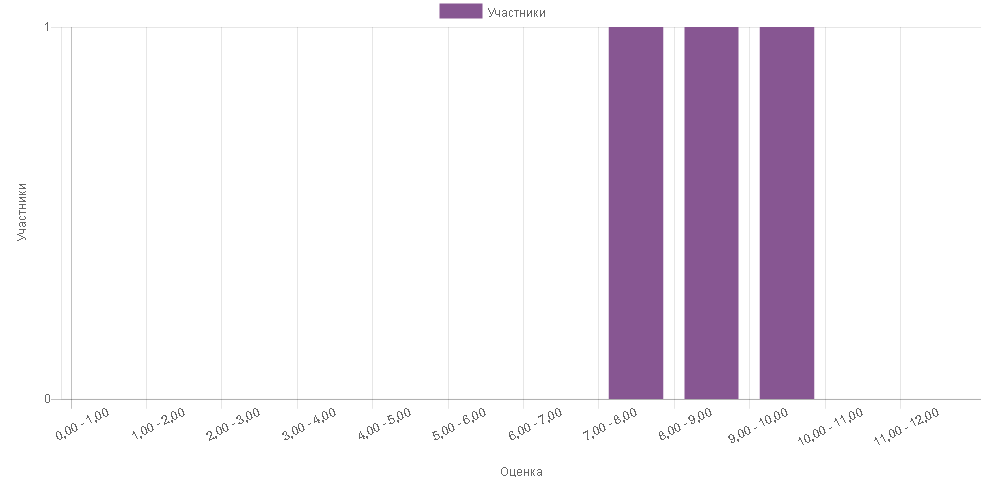 Участники
1
Участники
0
0,00 - 1,00
1,00 - 2,00
2,00 - 3,00
3,00 - 4,00
4,00 - 5,00
5,00 - 6,00
6,00 - 7,00
7,00 - 8,00
8,00 - 9,00
9,00 - 10,00
10,00 - 11,00
11,00 - 12,00
Оценка